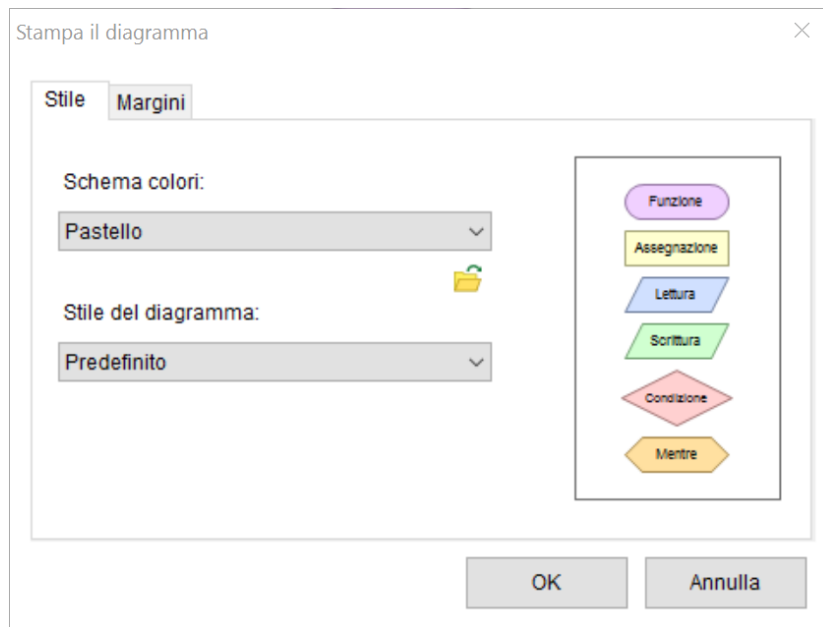 Stampa il diagramma
Stile
Margini
Schema colori:
Pastello
Stile del diagramma:
Predefinito
Funzione
Assegnazione
Lettura
Scrittura
Condizione
Mentre
OK
Annulla